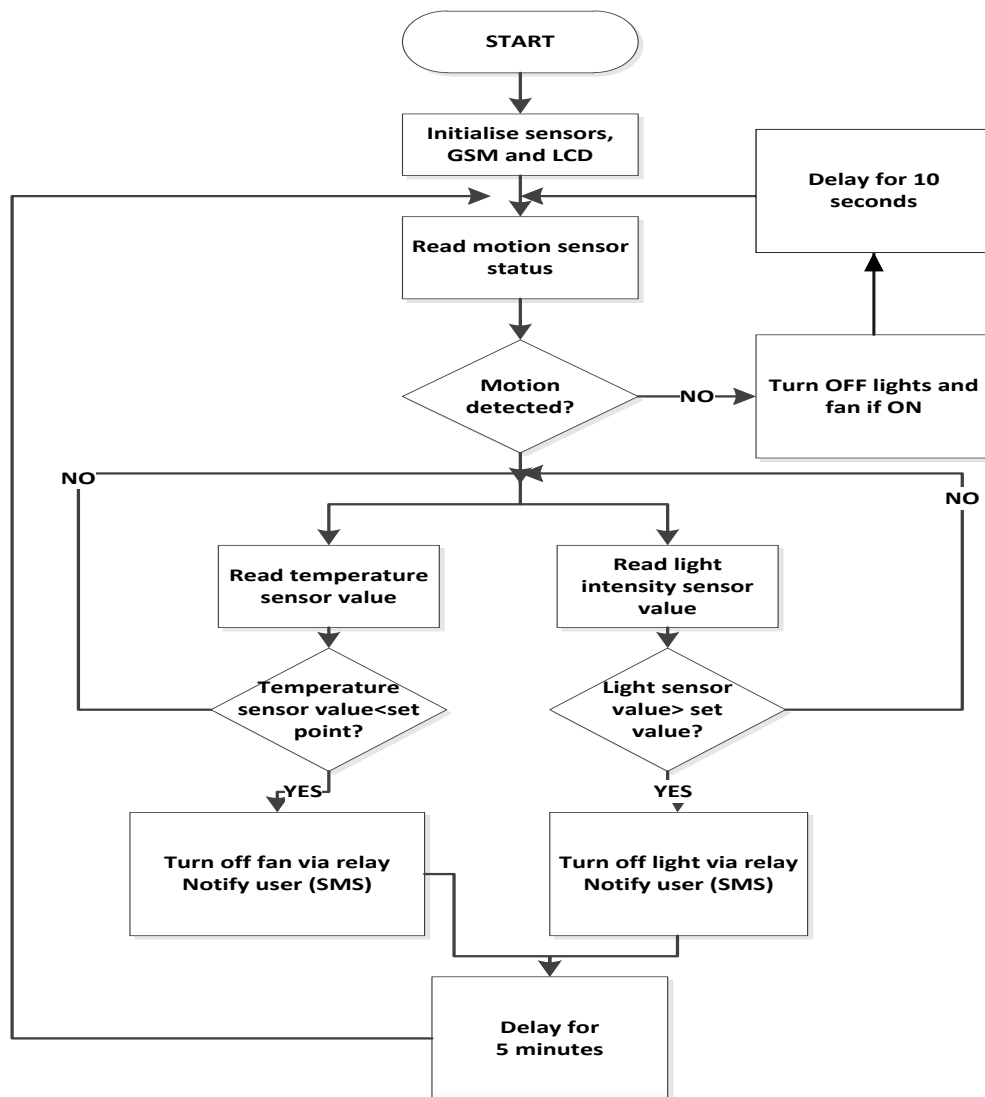 START
Initialise sensors,
GSM and LCD
Delay for 10
seconds
Read motion sensor
status
Motion
detected?
NO
Turn OFF lights and
fan if ON
NO
NO
Read temperature
sensor value
Read light
intensity sensor
value
Temperature
sensor value<set
point?
Light sensor
value> set
value?
YES
YES
Turn off fan via relay
Notify user (SMS)
Turn off light via relay
Notify user (SMS)
Delay for
5 minutes